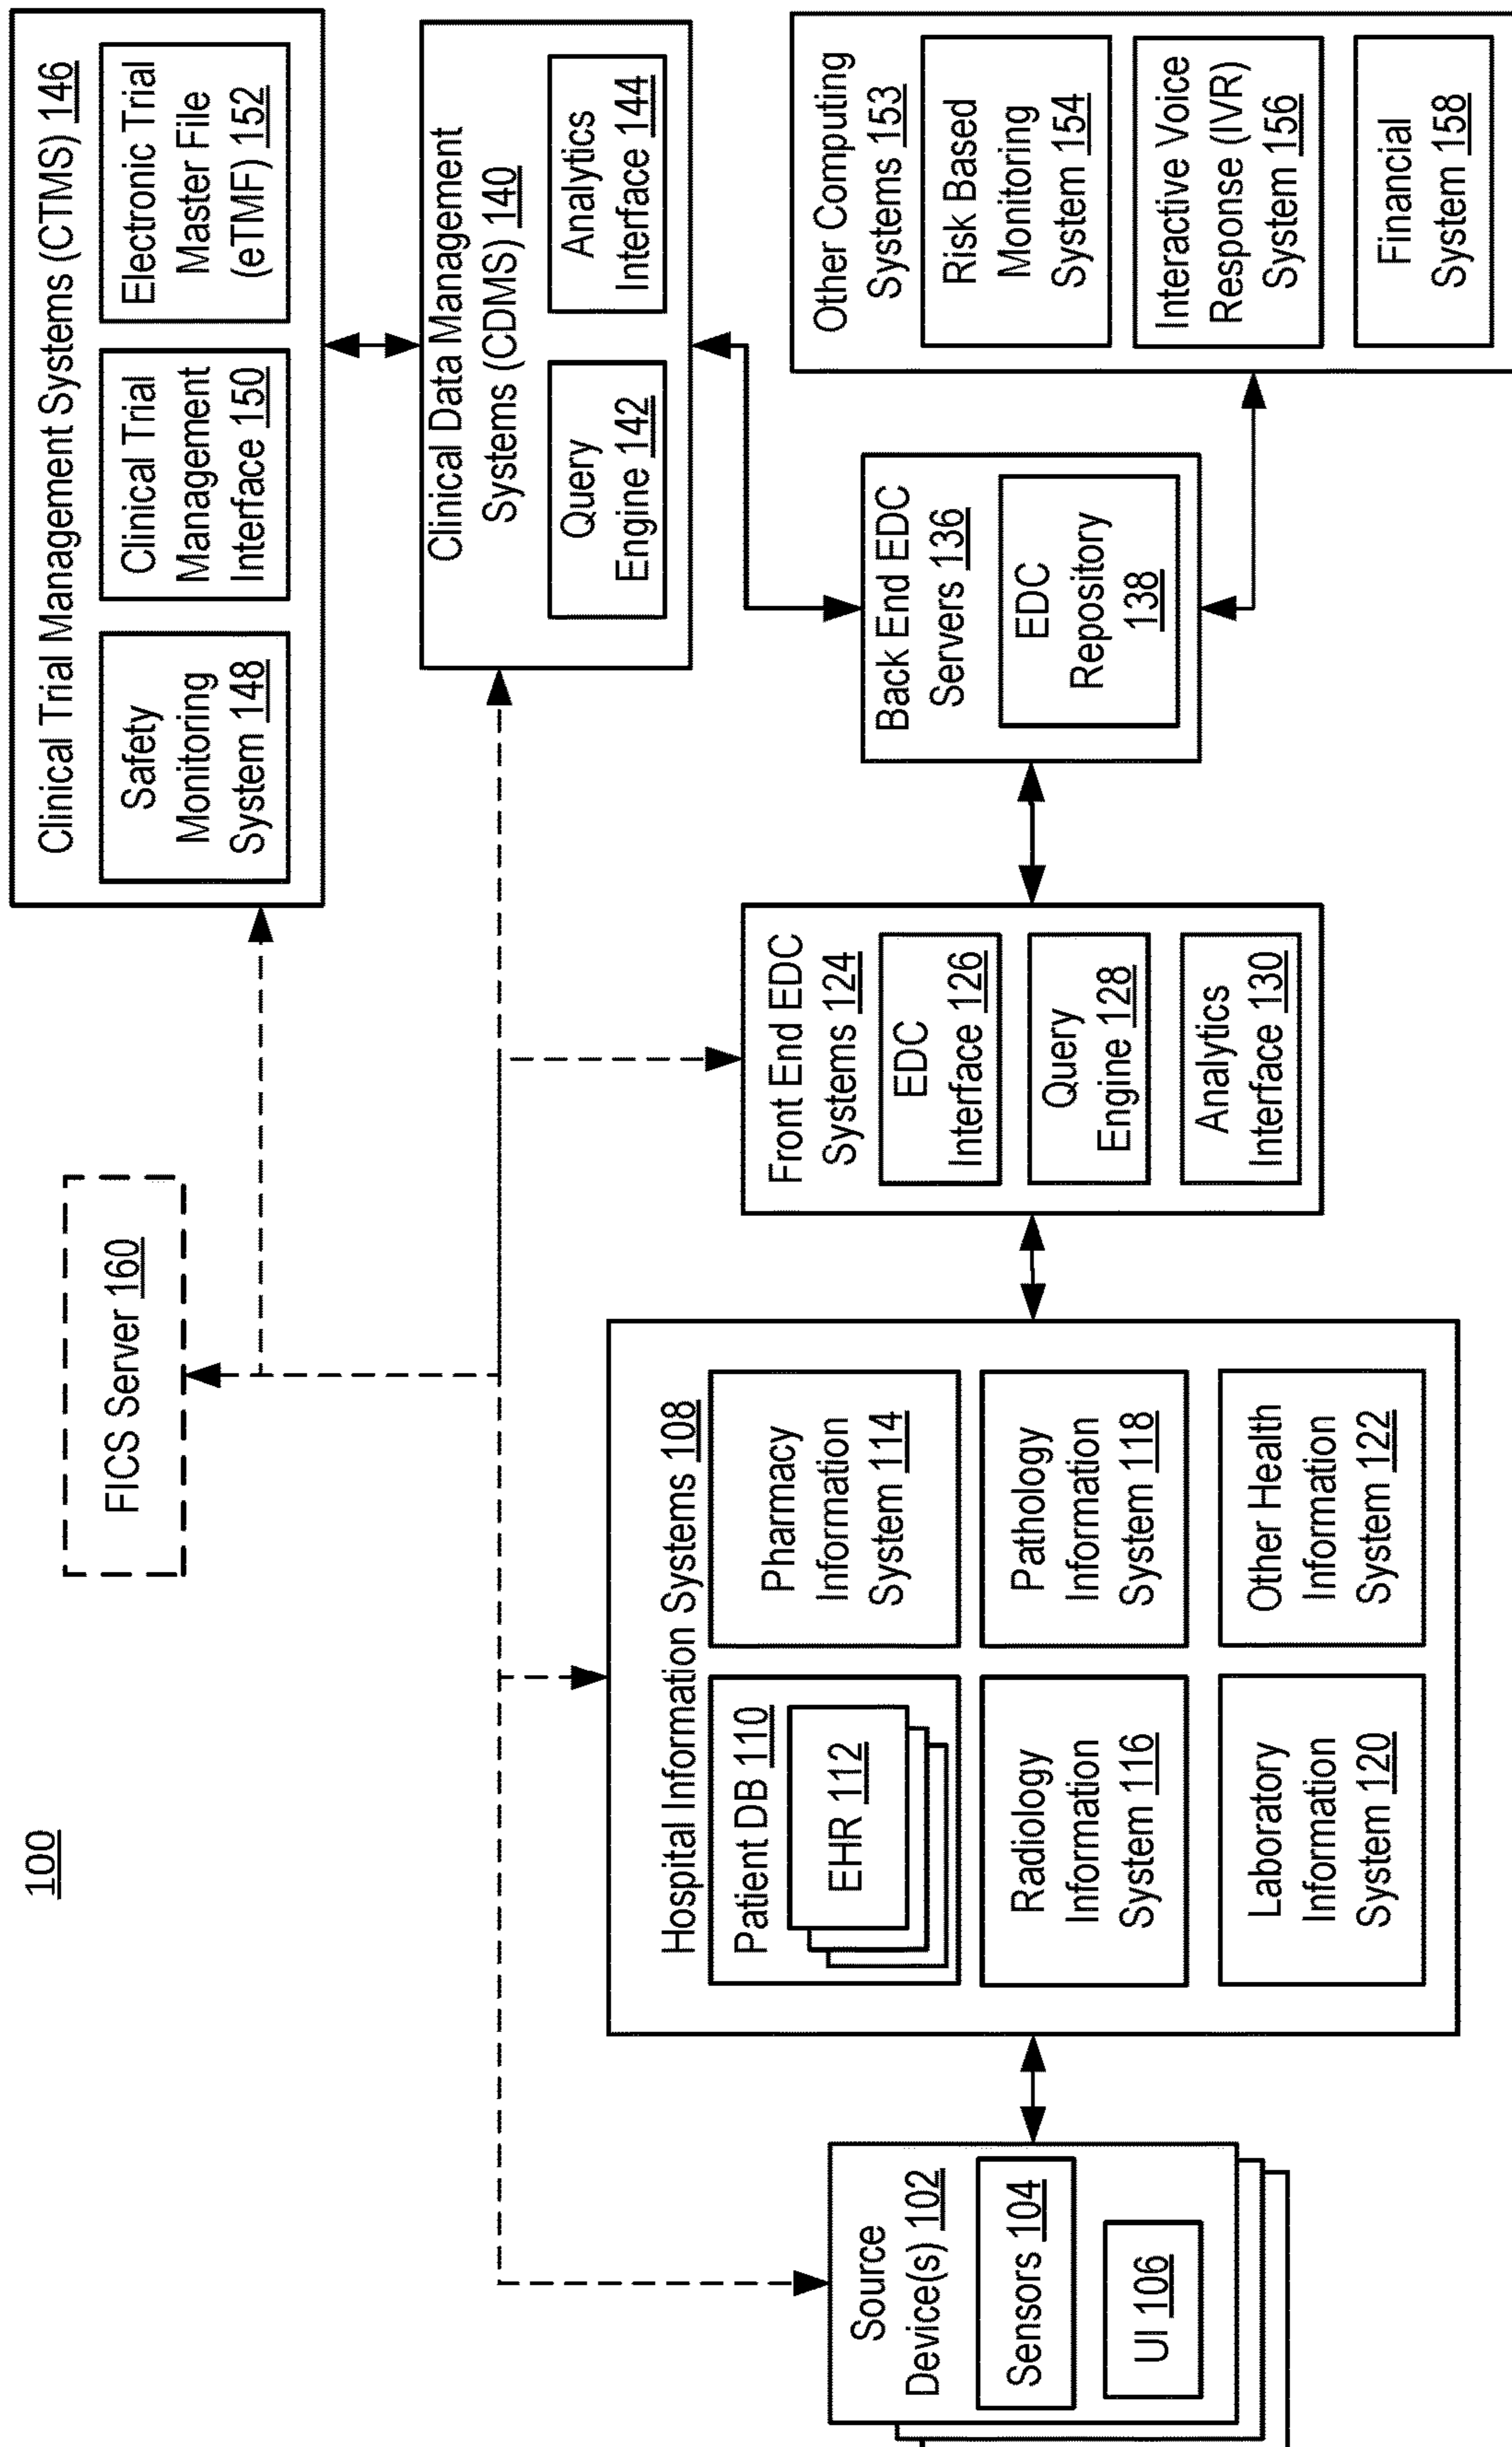 100
FICS Server 160
Clinical Trial Management Systems (CTMS) 146
Safety
Monitoring
System 148
Clinical Trial
Management
Interface 150
Electronic Trial
Master File
(eTMF) 152
Clinical Data Management
Systems (CDMS) 140
Query
Engine 142
Analytics
Interface 144
Source
Device(s) 102
Sensors 104
UI 106
Hospital Information Systems 108
Patient DB 110
EHR 112
Pharmacy
Information
System 114
Radiology
Information
System 116
Pathology
Information
System 118
Laboratory
Information
System 120
Other Health
Information
System 122
Front End EDC
Systems 124
EDC
Interface 126
Query
Engine 128
Analytics
Interface 130
Back End EDC
Servers 136
EDC
Repository
138
Other Computing
Systems 153
Risk Based
Monitoring
System 154
Interactive Voice
Response (IVR)
System 156
Financial
System 158